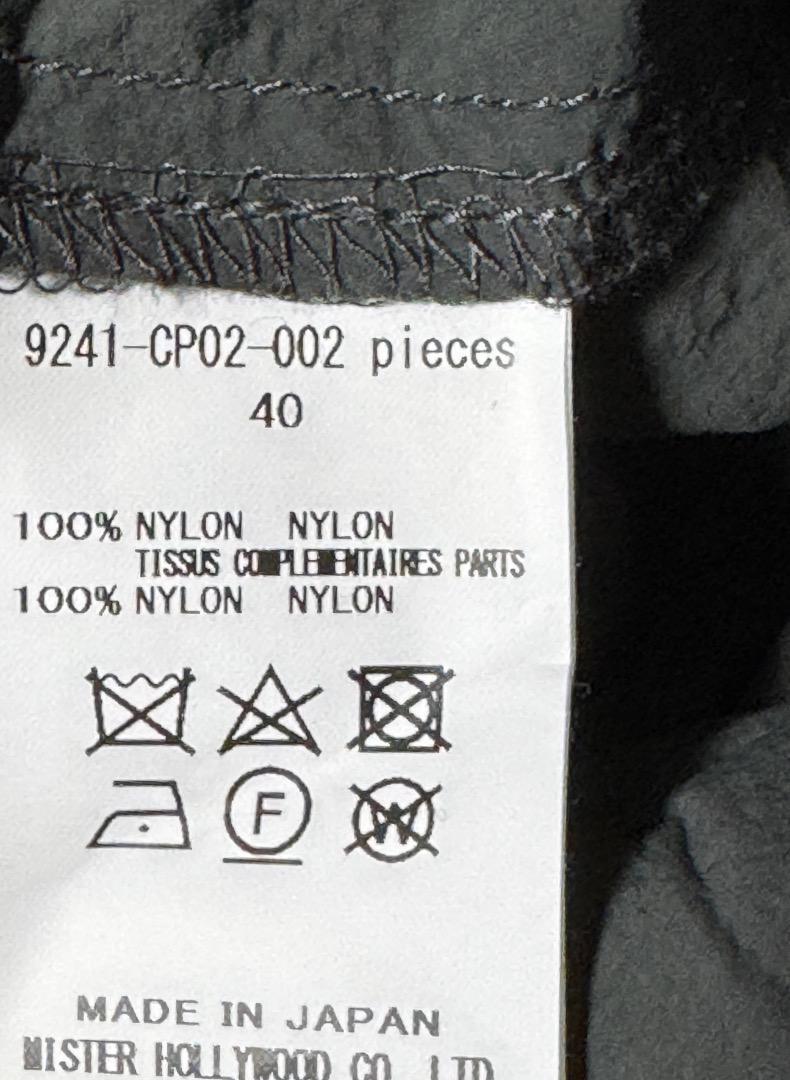 9241-CP02-002 pieces
40
100% NYLON NYLON
TISSUS COMPLEMENTAIRES PARTS
100% NYLON NYLON
F
W
MADE IN JAPAN
MISTER HOLLYWOOD CO. LTD